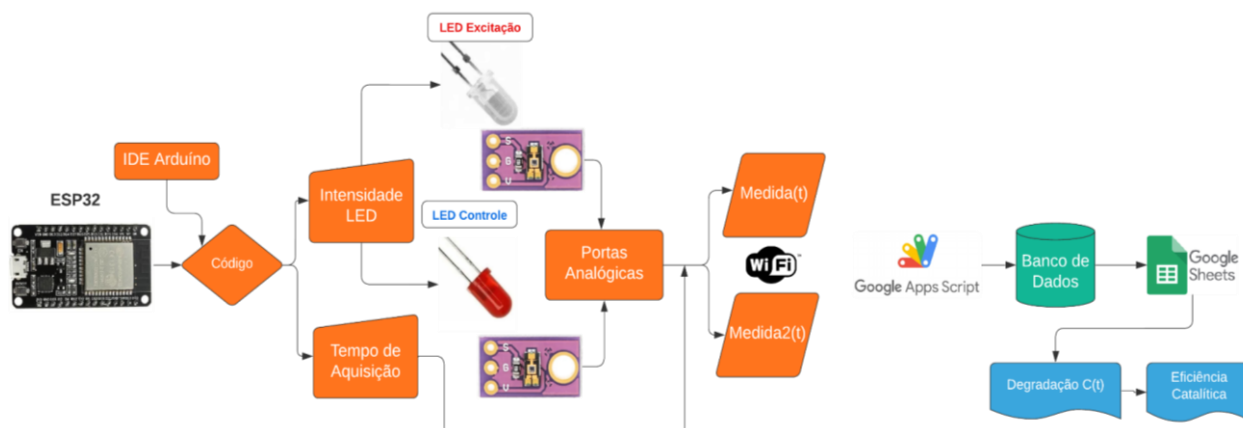 LED Excitação
IDE Arduíno
ESP32
Código
Intensidade
LED
S
G
V
LED Controle
Tempo de
Aquisição
S
G
V
Portas
Analógicas
Medida(t)
WiFi
Medida2(t)
Google Apps Script
Banco de
Dados
Google
Sheets
Degradação C(t)
Eficiência
Catalítica